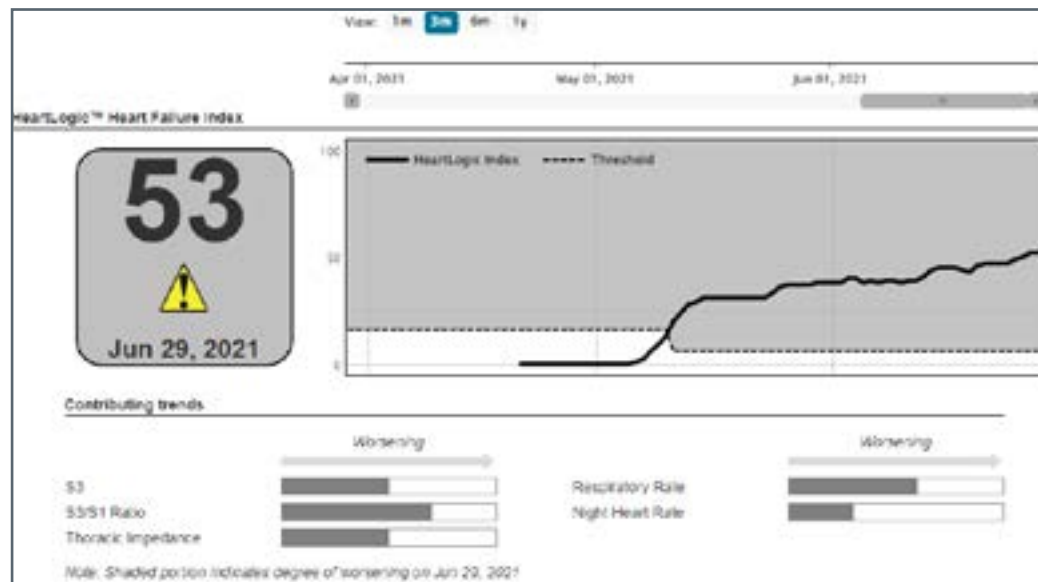 View: 1m 3m 6m 1y
Apr 01, 2021 May 01, 2021 Jun 01, 2021
HeartLogic™ Heart Failure Index
53
Jun 29, 2021
100
50
0
HeartLogic Index Threshold
Contributing trends
Worsening Worsening
S3 Respiratory Rate
S3/S1 Ratio Night Heart Rate
Thoracic Impedance
Note: Shaded portion indicates degree of worsening on Jun 29, 2021